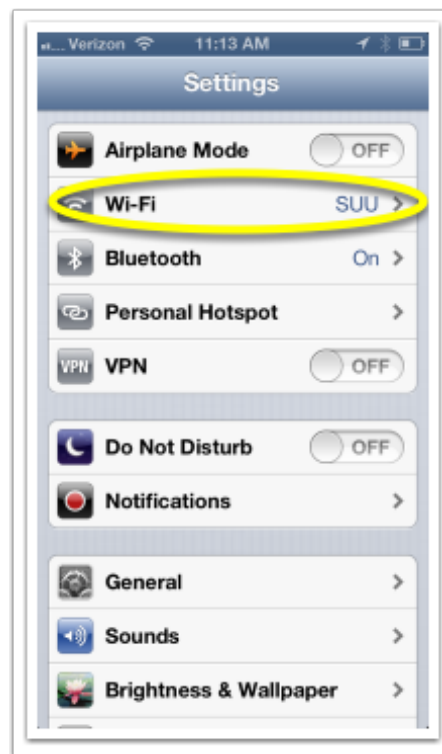 Verizon 11:13 AM
Settings
Airplane Mode OFF
Wi-Fi SUU
Bluetooth On
Personal Hotspot
VPN VPN OFF
Do Not Disturb OFF
Notifications
General
Sounds
Brightness & Wallpaper